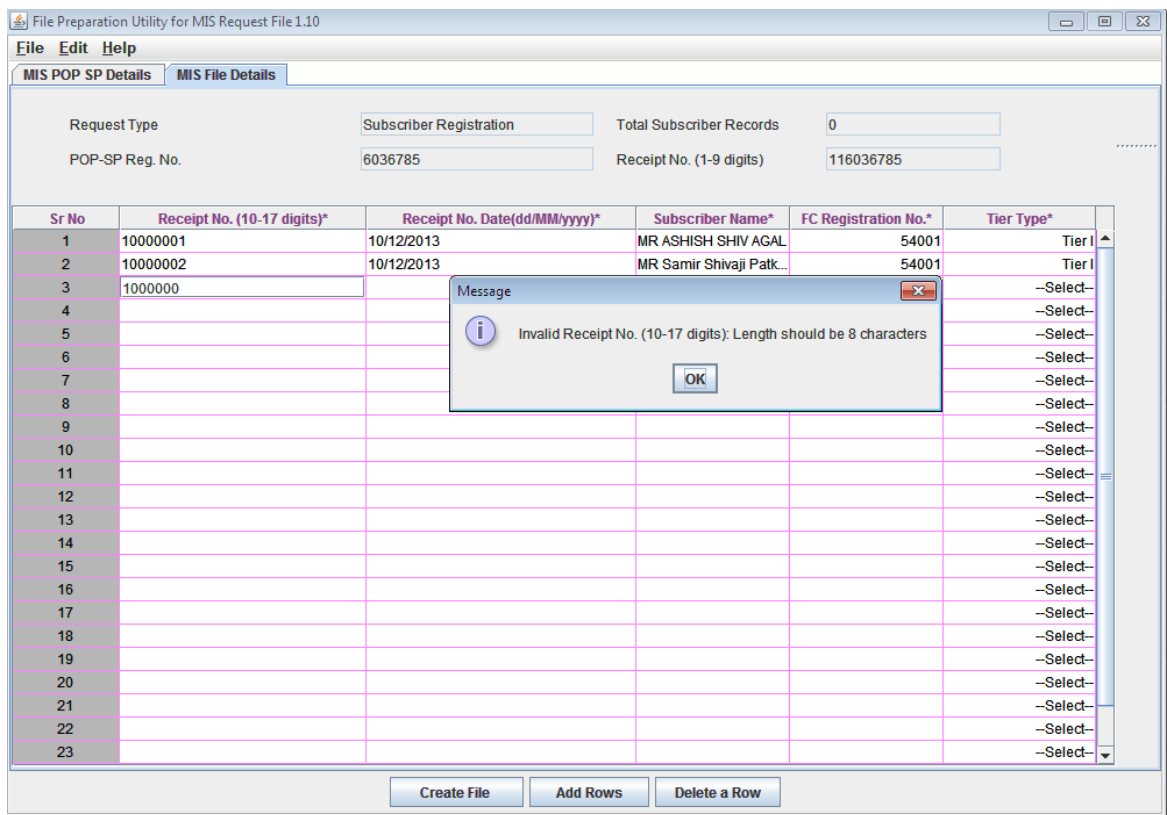 File Preparation Utility for MIS Request File 1.10
File Edit Help
MIS POP SP Details MIS File Details
Request Type Subscriber Registration Total Subscriber Records 0
POP-SP Reg. No. 6036785 Receipt No. (1-9 digits) 116036785
Sr No Receipt No. (10-17 digits)* Receipt No. Date(dd/MM/yyyy)* Subscriber Name* FC Registration No.* Tier Type*
1 10000001 10/12/2013 MR ASHISH SHIV AGAL 54001 Tier I
2 10000002 10/12/2013 MR Samir Shivaji Patk... 54001 Tier I
3 1000000 --Select--
Message
Invalid Receipt No. (10-17 digits): Length should be 8 characters
OK
4 --Select--
5 --Select--
6 --Select--
7 --Select--
8 --Select--
9 --Select--
10 --Select--
11 --Select--
12 --Select--
13 --Select--
14 --Select--
15 --Select--
16 --Select--
17 --Select--
18 --Select--
19 --Select--
20 --Select--
21 --Select--
22 --Select--
23 --Select--
Create File Add Rows Delete a Row